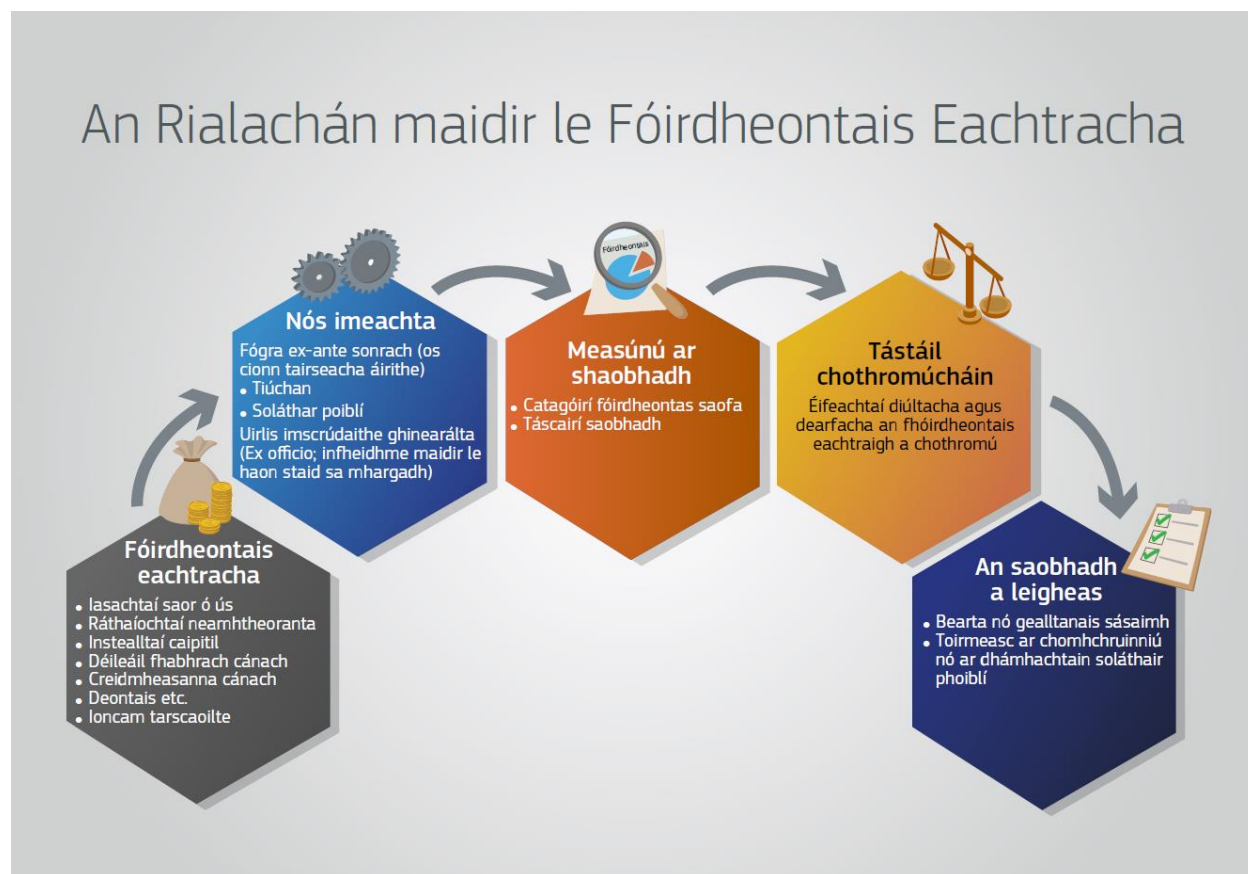 An Rialachán maidir le Fóirdheontais Eachtracha
Fóirdheontais
eachtracha
• Iasachtaí saor ó ús
• Ráthaíochtaí neamhtheoranta
• Instealltaí caipitil
• Déileáil fhabhrach cánach
• Creidmheasanna cánach
• Deontais etc.
• Ioncam tarscaoilte
Nós imeachta
Fógra ex-ante sonrach (os
cionn tairseacha áirithe)
• Tiúchan
• Soláthar poiblí
Uirlis imscrúdaithe ghinearálta
(Ex officio; infheidhme maidir le
haon staid sa mhargadh)
Fóirdheontais
Measúnú ar
shaobhadh
• Catagóirí fóirdheontas saofa
• Táscairí saobhadh
Tástáil
chothromúcháin
Éifeachtaí diúltacha agus
dearfacha an fhóirdheontais
eachtraigh a chothromú
An saobhadh
a leigheas
• Bearta nó gealltanais sásaimh
• Toirmeasc ar chomhchruinniú
nó ar dhámhachtain soláthair
phoiblí